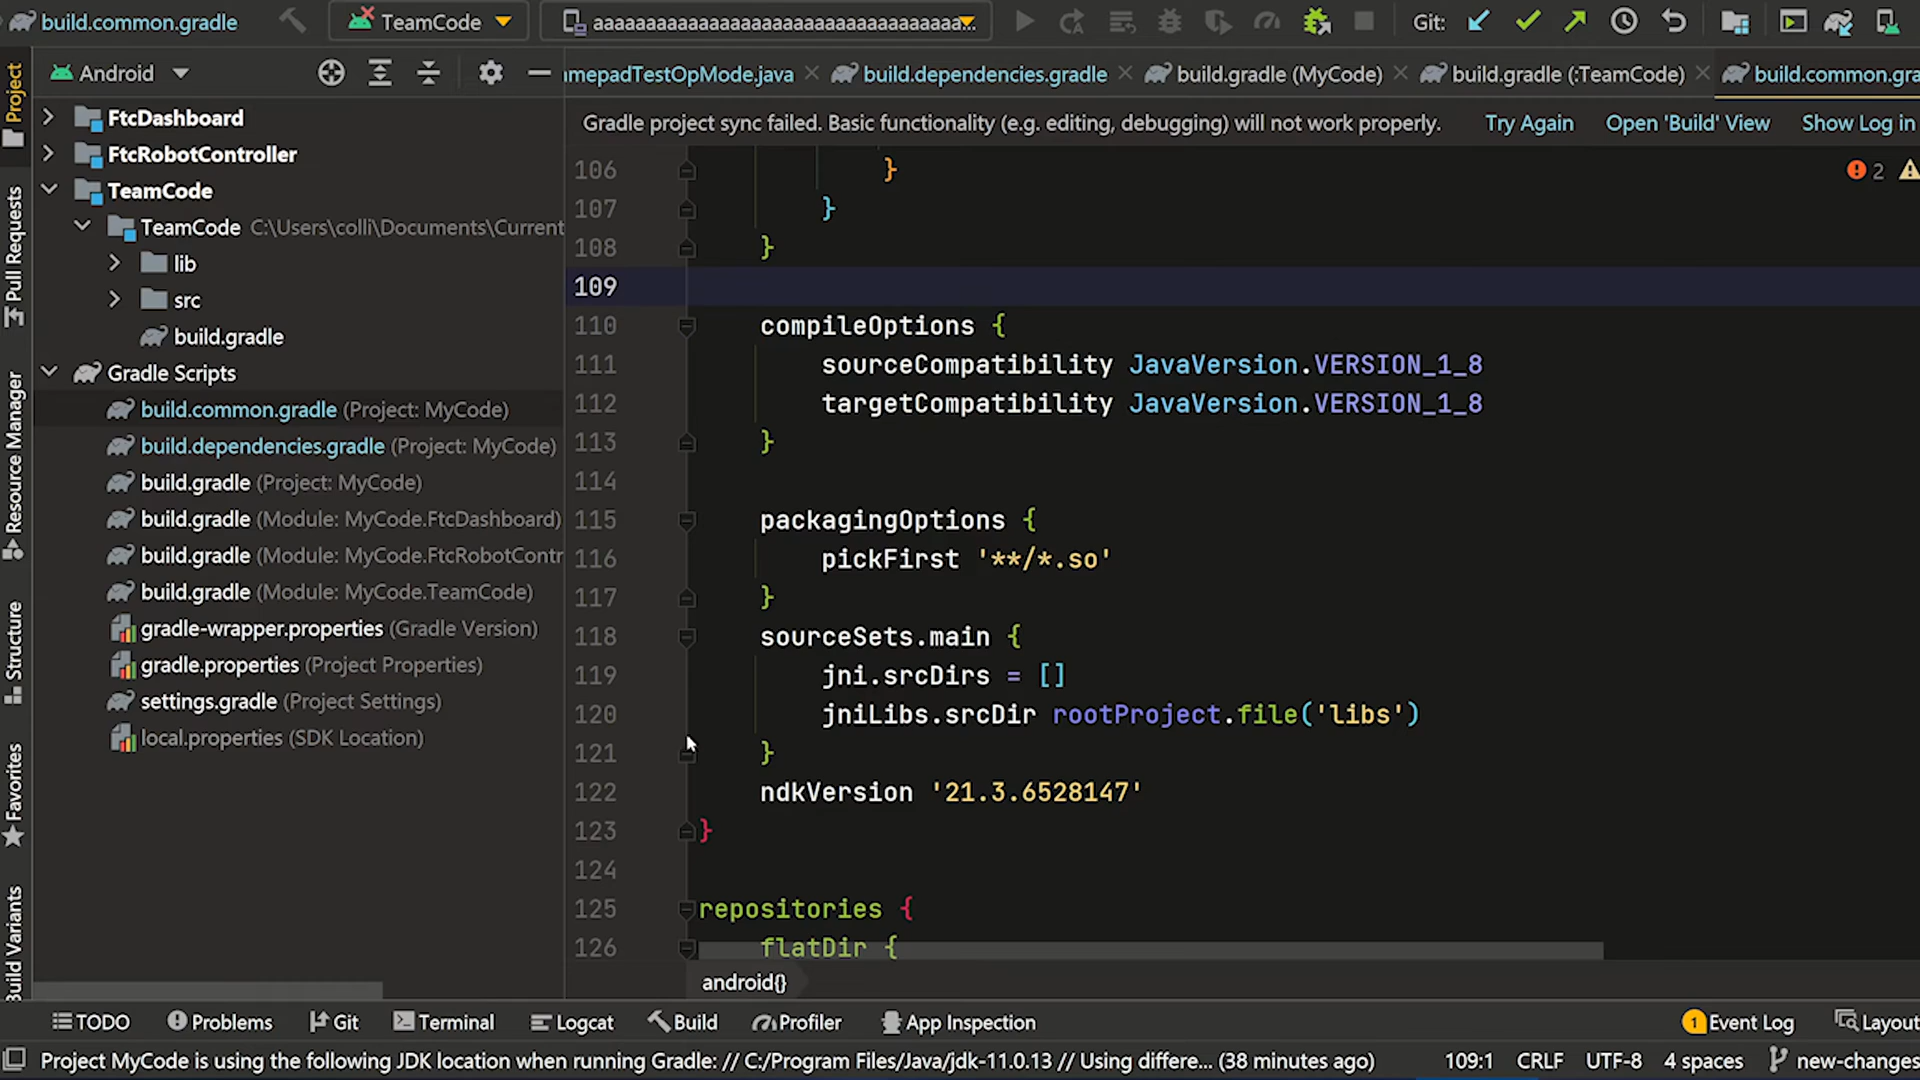 build.common.gradle
TeamCode
aaaaaaaaaaaaaaaaaaaaaaaaaaaaaaaaaaa...
Git:
Project
Android
mepadTestOpMode.java
build.dependencies.gradle
build.gradle (MyCode)
build.gradle (:TeamCode)
build.common.gra
FtcDashboard
Gradle project sync failed. Basic functionality (e.g. editing, debugging) will not work properly.
Try Again
Open 'Build' View
Show Log in
FtcRobotController
TeamCode
TeamCode C:\Users\colli\Documents\Current
lib
src
build.gradle
Gradle Scripts
build.common.gradle (Project: MyCode)
build.dependencies.gradle (Project: MyCode)
build.gradle (Project: MyCode)
build.gradle (Module: MyCode.FtcDashboard)
build.gradle (Module: MyCode.FtcRobotContr
build.gradle (Module: MyCode.TeamCode)
gradle-wrapper.properties (Gradle Version)
gradle.properties (Project Properties)
settings.gradle (Project Settings)
local.properties (SDK Location)
Pull Requests
Resource Manager
Structure
Favorites
Build Variants
106 }
2
107 }
108 }
109
110 compileOptions {
111 sourceCompatibility JavaVersion.VERSION_1_8
112 targetCompatibility JavaVersion.VERSION_1_8
113 }
114
115 packagingOptions {
116 pickFirst '**/*.so'
117 }
118 sourceSets.main {
119 jni.srcDirs = []
120 jniLibs.srcDir rootProject.file('libs')
121 }
122 ndkVersion '21.3.6528147'
123 }
124
125 repositories {
126 flatDir {
android{}
TODO
Problems
Git
Terminal
Logcat
Build
Profiler
App Inspection
1 Event Log
Layout
Project MyCode is using the following JDK location when running Gradle: // C:/Program Files/Java/jdk-11.0.13 // Using differe... (38 minutes ago)
109:1
CRLF
UTF-8
4 spaces
new-changes